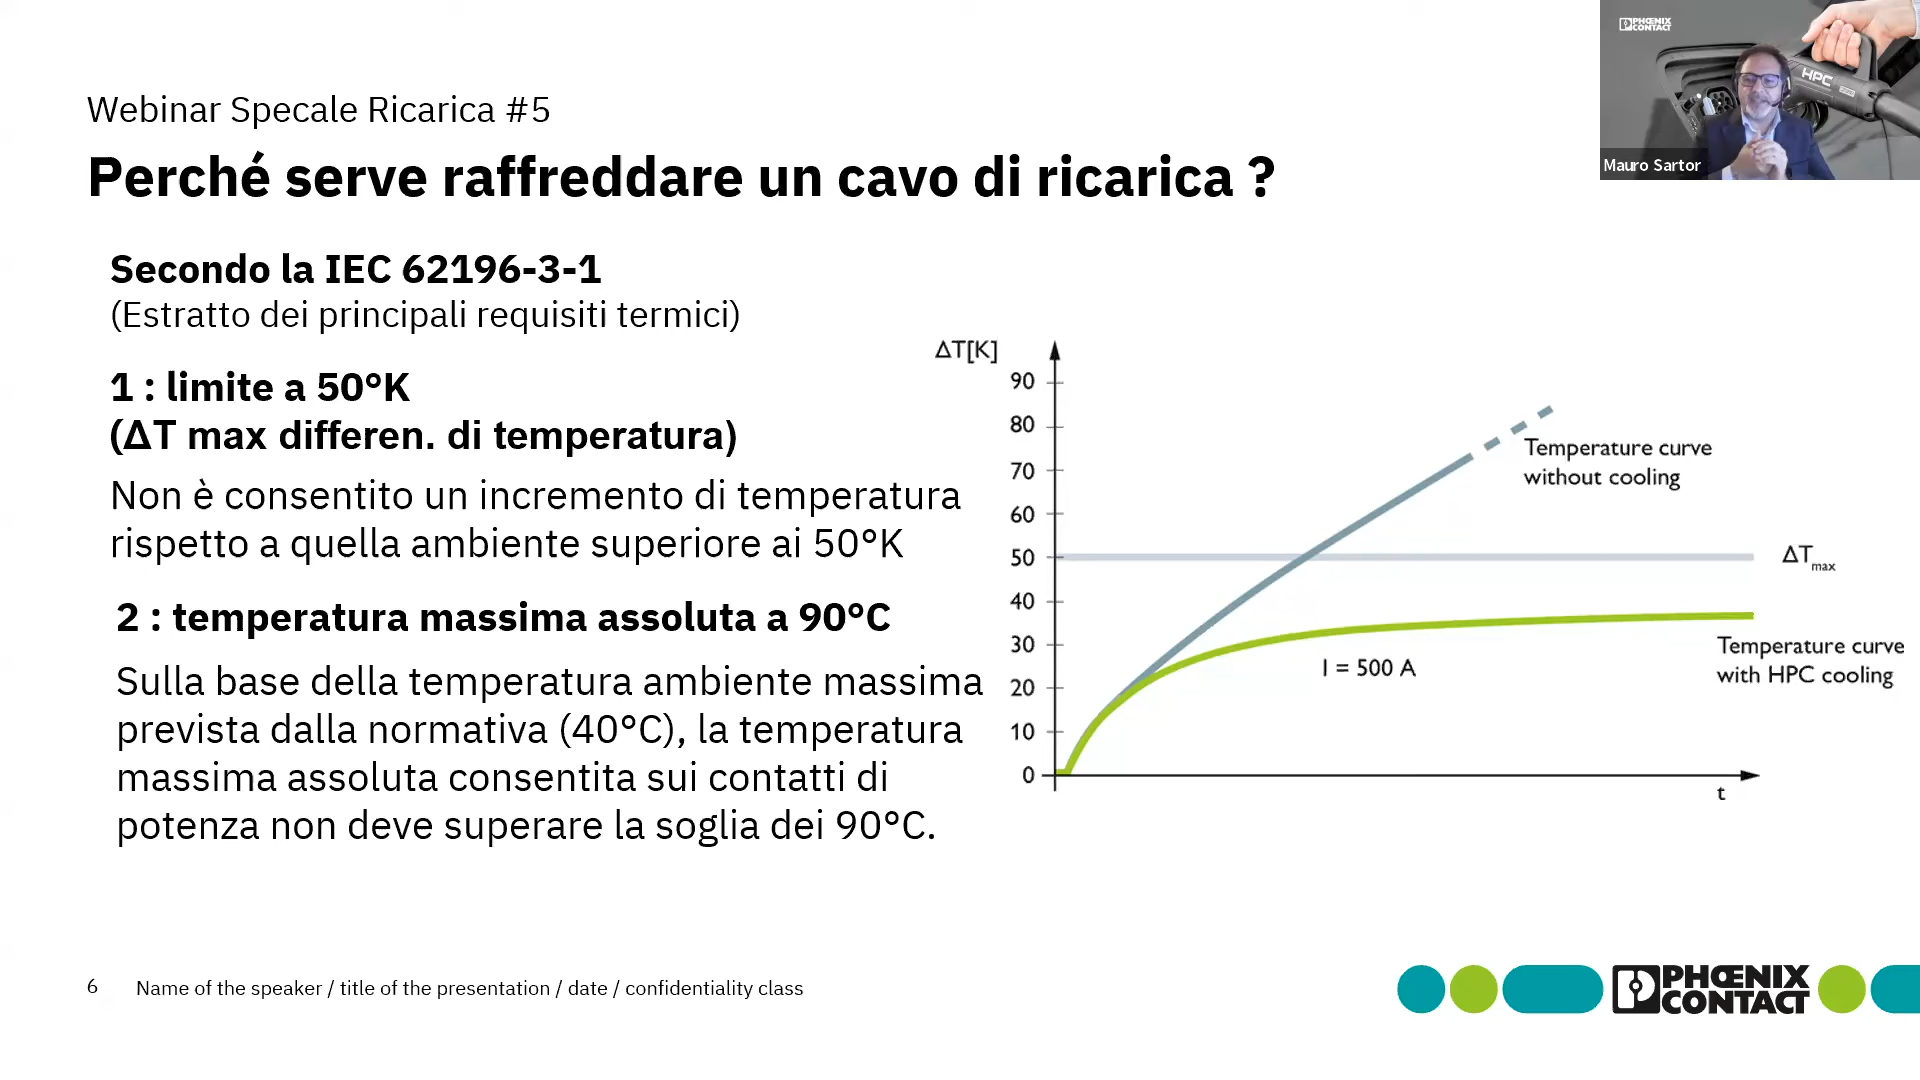 PHŒNIX
CONTACT
HPC
Mauro Sartor
Webinar Specale Ricarica #5
Perché serve raffreddare un cavo di ricarica ?
Secondo la IEC 62196-3-1
(Estratto dei principali requisiti termici)
1 : limite a 50°K
(ΔT max differen. di temperatura)
Non è consentito un incremento di temperatura
rispetto a quella ambiente superiore ai 50°K
2 : temperatura massima assoluta a 90°C
Sulla base della temperatura ambiente massima
prevista dalla normativa (40°C), la temperatura
massima assoluta consentita sui contatti di
potenza non deve superare la soglia dei 90°C.
ΔT[K]
90
80
70
60
50
40
30
20
10
0
Temperature curve
without cooling
ΔTmax
Temperature curve
with HPC cooling
I = 500 A
t
6 Name of the speaker / title of the presentation / date / confidentiality class
PHŒNIX
CONTACT